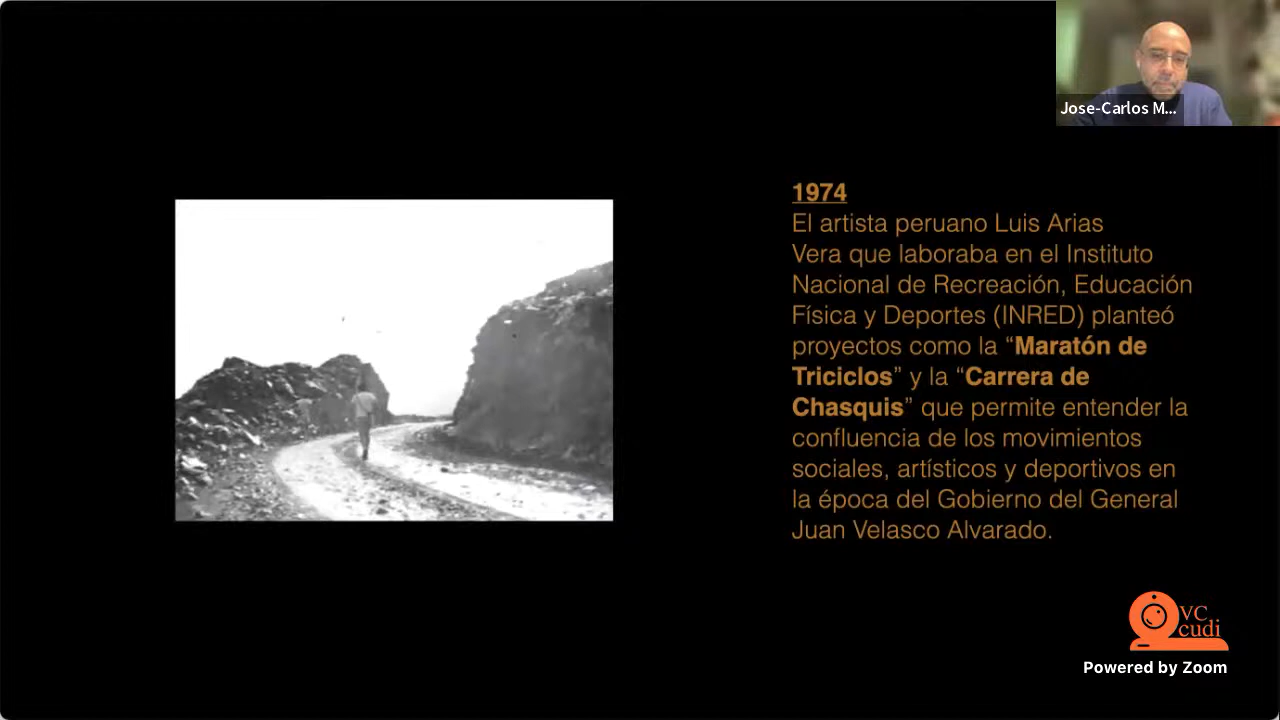 Jose-Carlos M...
1974
El artista peruano Luis Arias
Vera que laboraba en el Instituto
Nacional de Recreación, Educación
Física y Deportes (INRED) planteó
proyectos como la “Maratón de
Triciclos” y la “Carrera de
Chasquis” que permite entender la
confluencia de los movimientos
sociales, artísticos y deportivos en
la época del Gobierno del General
Juan Velasco Alvarado.
VC
cudi
Powered by Zoom